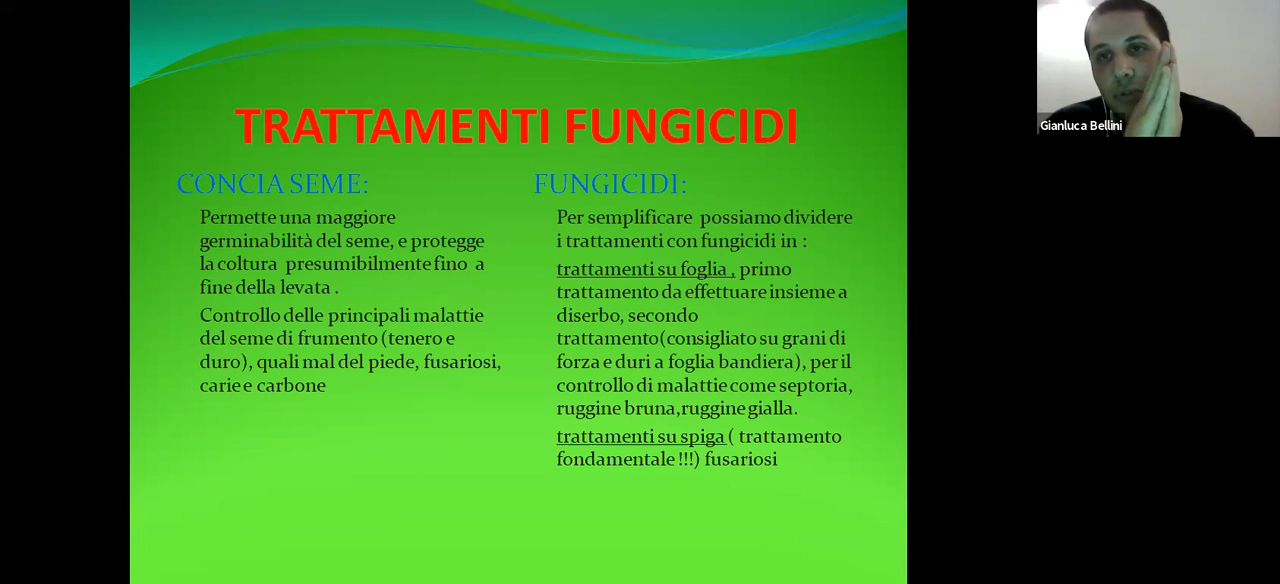 TRATTAMENTI FUNGICIDI
CONCIA SEME:
Permette una maggiore
germinabilità del seme, e protegge
la coltura presumibilmente fino a
fine della levata .
Controllo delle principali malattie
del seme di frumento (tenero e
duro), quali mal del piede, fusariosi,
carie e carbone
FUNGICIDI:
Per semplificare possiamo dividere
i trattamenti con fungicidi in :
trattamenti su foglia , primo
trattamento da effettuare insieme a
diserbo, secondo
trattamento(consigliato su grani di
forza e duri a foglia bandiera), per il
controllo di malattie come septoria,
ruggine bruna,ruggine gialla.
trattamenti su spiga ( trattamento
fondamentale !!!) fusariosi
Gianluca Bellini